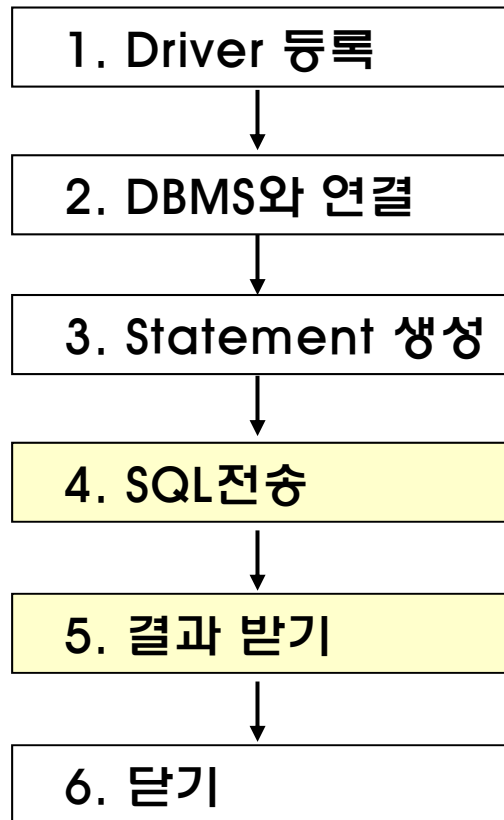 1. Driver 등록
2. DBMS와 연결
3. Statement 생성
4. SQL전송
5. 결과 받기
6. 닫기